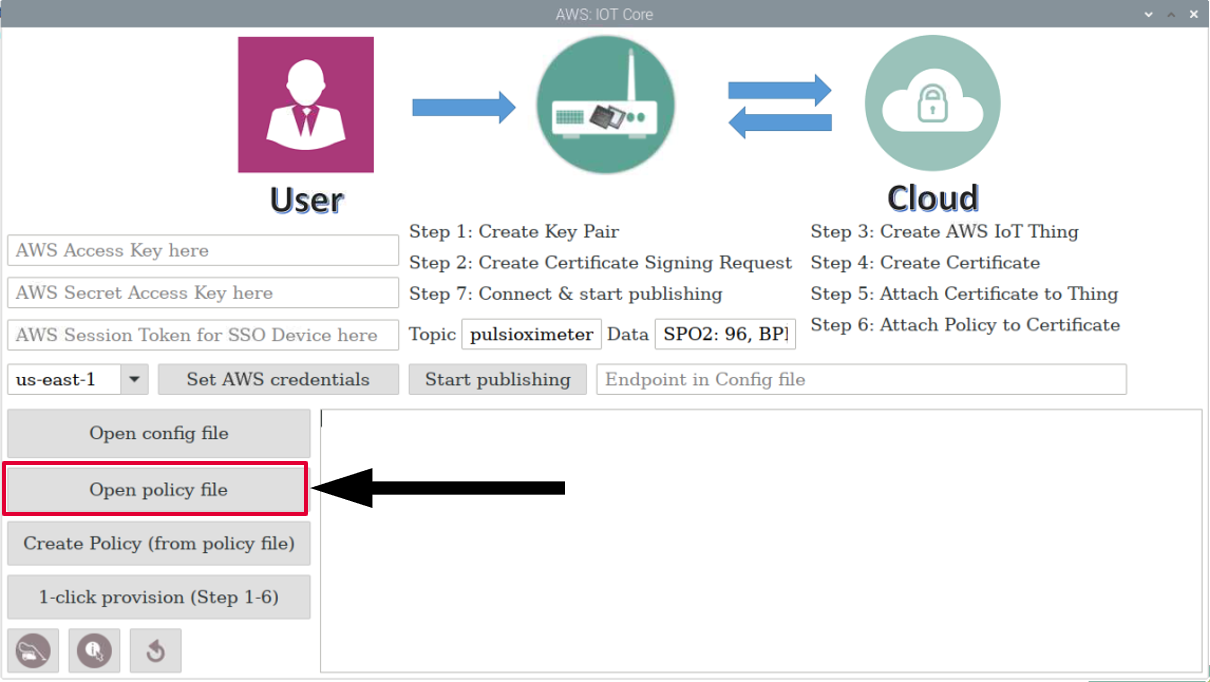 AWS: IOT Core
User
Cloud
AWS Access Key here
AWS Secret Access Key here
AWS Session Token for SSO Device here
Step 1: Create Key Pair
Step 2: Create Certificate Signing Request
Step 7: Connect & start publishing
Step 3: Create AWS IoT Thing
Step 4: Create Certificate
Step 5: Attach Certificate to Thing
Step 6: Attach Policy to Certificate
Topic pulsioximeter Data SPO2: 96, BP
us-east-1 Set AWS credentials Start publishing Endpoint in Config file
Open config file
Open policy file
Create Policy (from policy file)
1-click provision (Step 1-6)